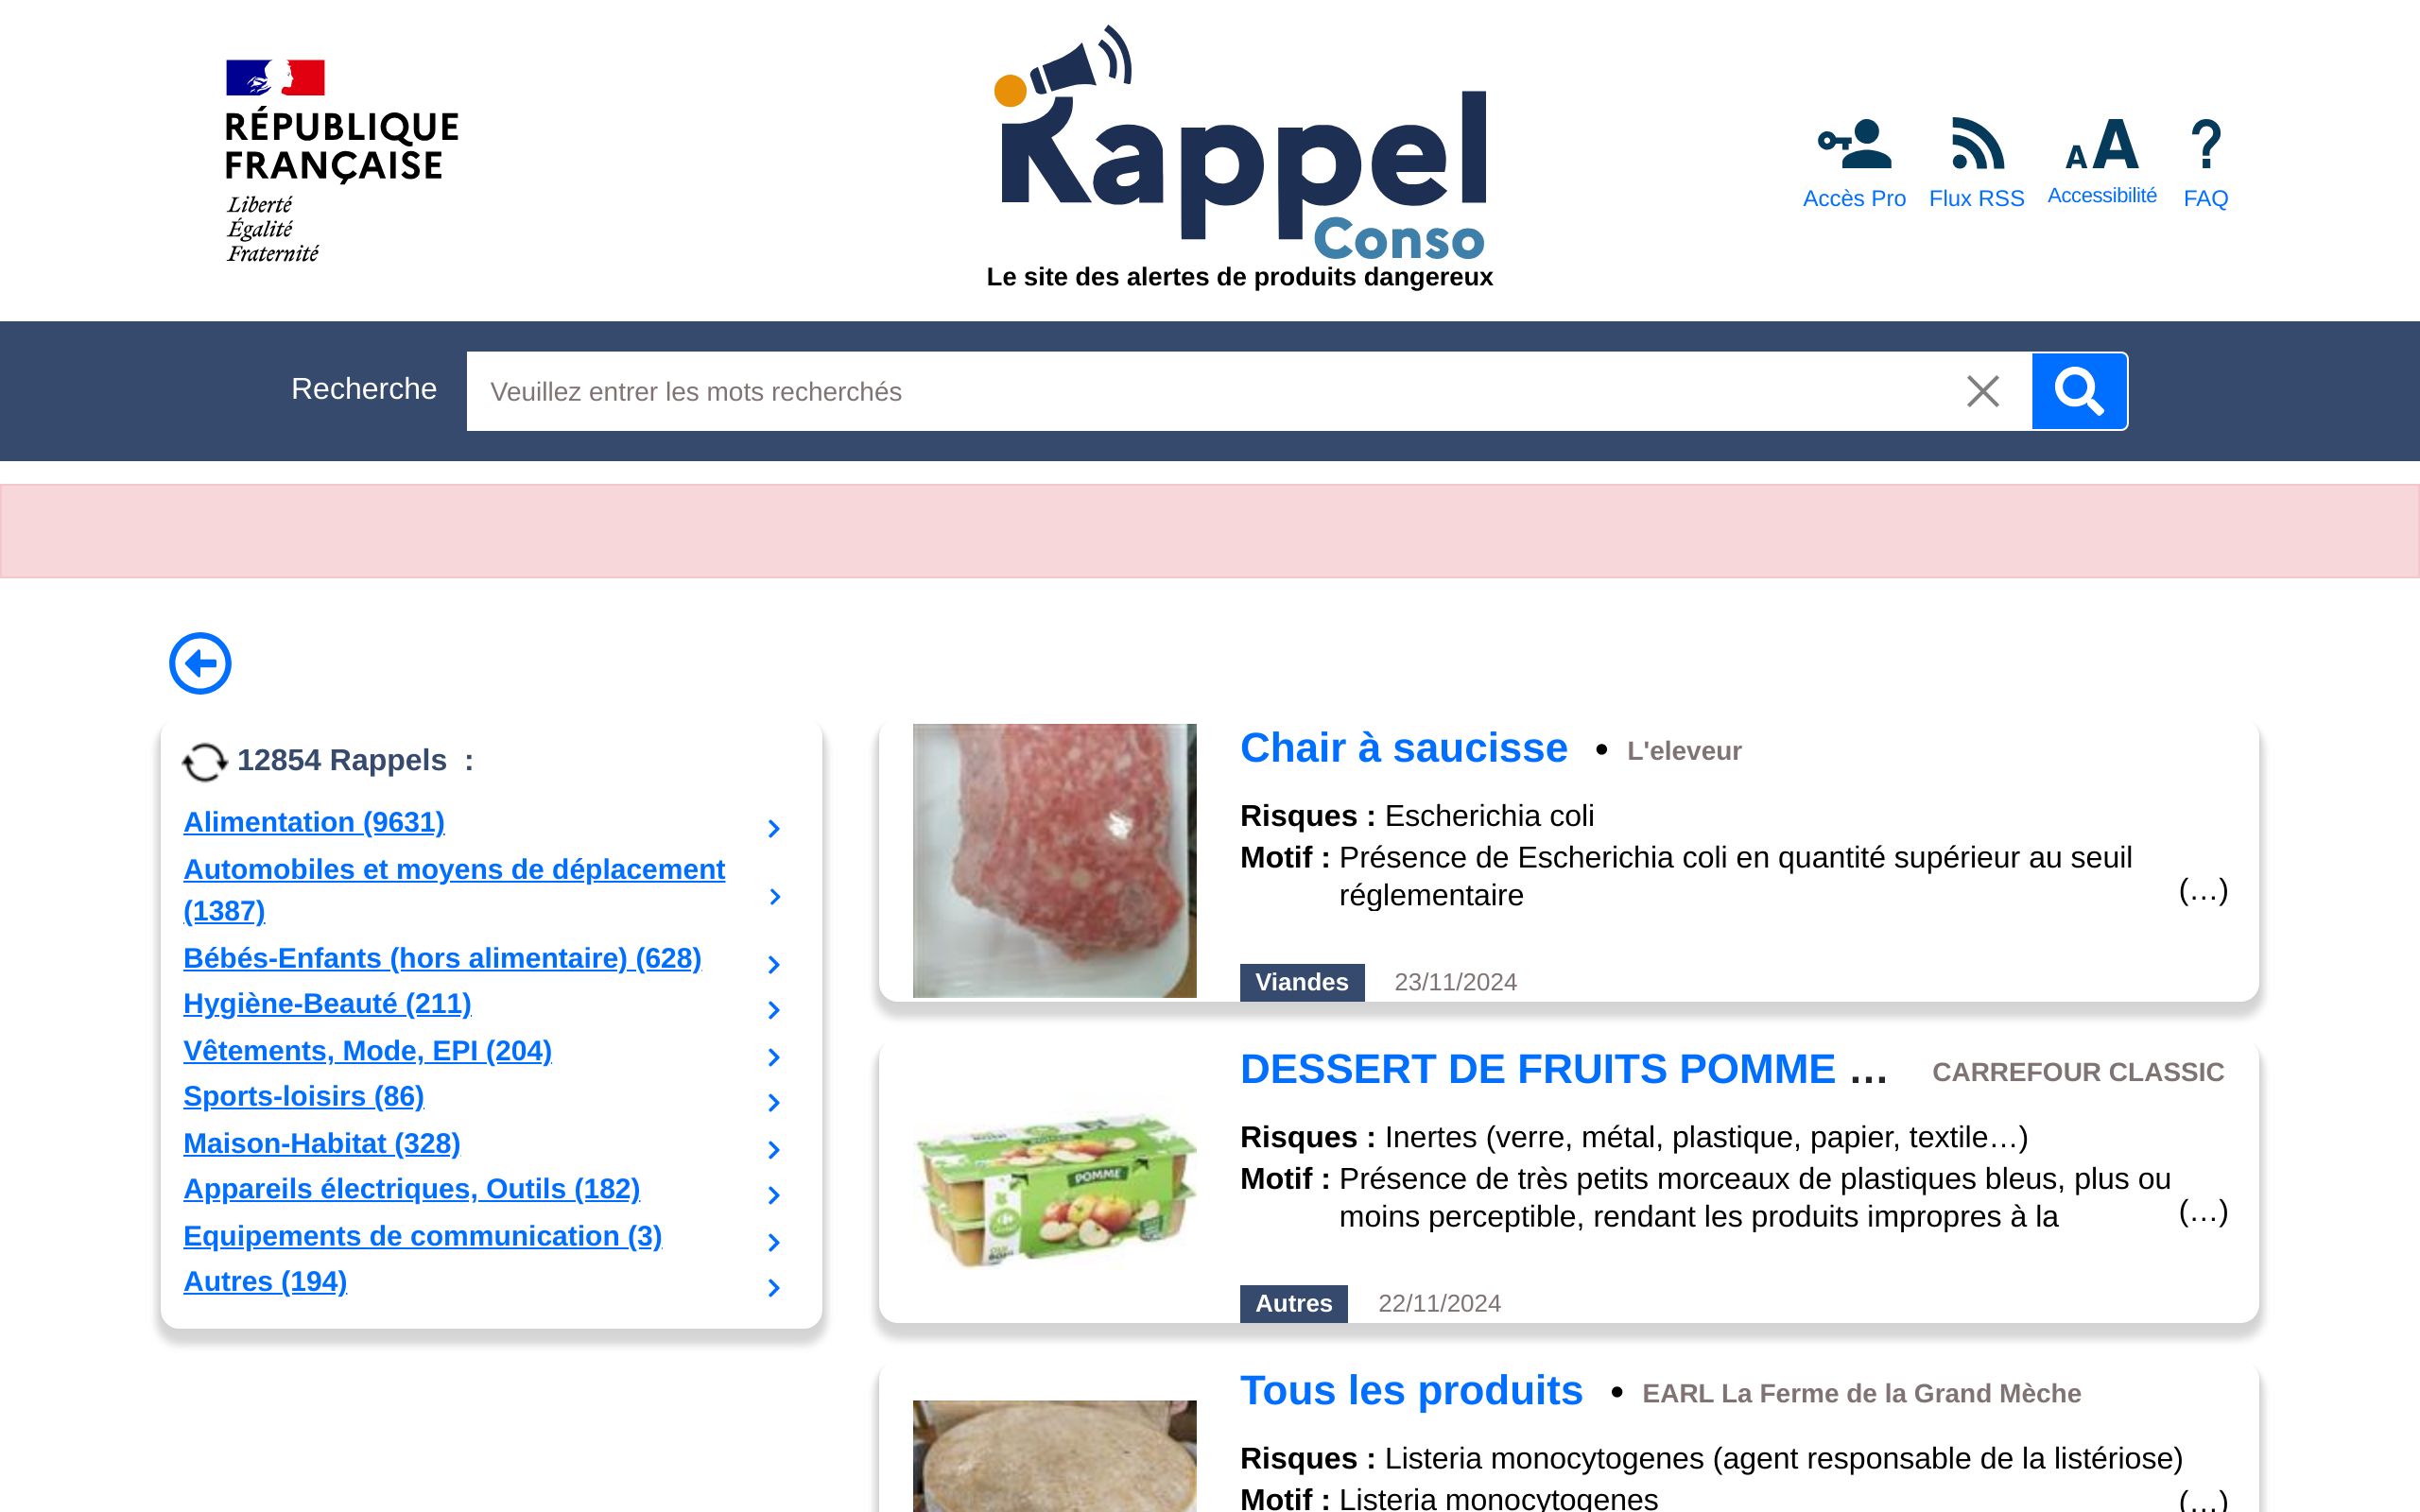 RÉPUBLIQUE
FRANÇAISE
Liberté
Égalité
Fraternité
Rappel
Conso
Le site des alertes de produits dangereux
Accès Pro
Flux RSS
AA
Accessibilité
?
FAQ
Recherche
Veuillez entrer les mots recherchés
12854 Rappels :
Alimentation (9631)
Automobiles et moyens de déplacement
(1387)
Bébés-Enfants (hors alimentaire) (628)
Hygiène-Beauté (211)
Vêtements, Mode, EPI (204)
Sports-loisirs (86)
Maison-Habitat (328)
Appareils électriques, Outils (182)
Equipements de communication (3)
Autres (194)
Chair à saucisse • L'eleveur
Risques : Escherichia coli
Motif : Présence de Escherichia coli en quantité supérieur au seuil
réglementaire
(…)
Viandes 23/11/2024
POMME
DESSERT DE FRUITS POMME ... CARREFOUR CLASSIC
Risques : Inertes (verre, métal, plastique, papier, textile…)
Motif : Présence de très petits morceaux de plastiques bleus, plus ou
moins perceptible, rendant les produits impropres à la
(…)
Autres 22/11/2024
Tous les produits • EARL La Ferme de la Grand Mèche
Risques : Listeria monocytogenes (agent responsable de la listériose)
Motif : Listeria monocytogenes
(…)